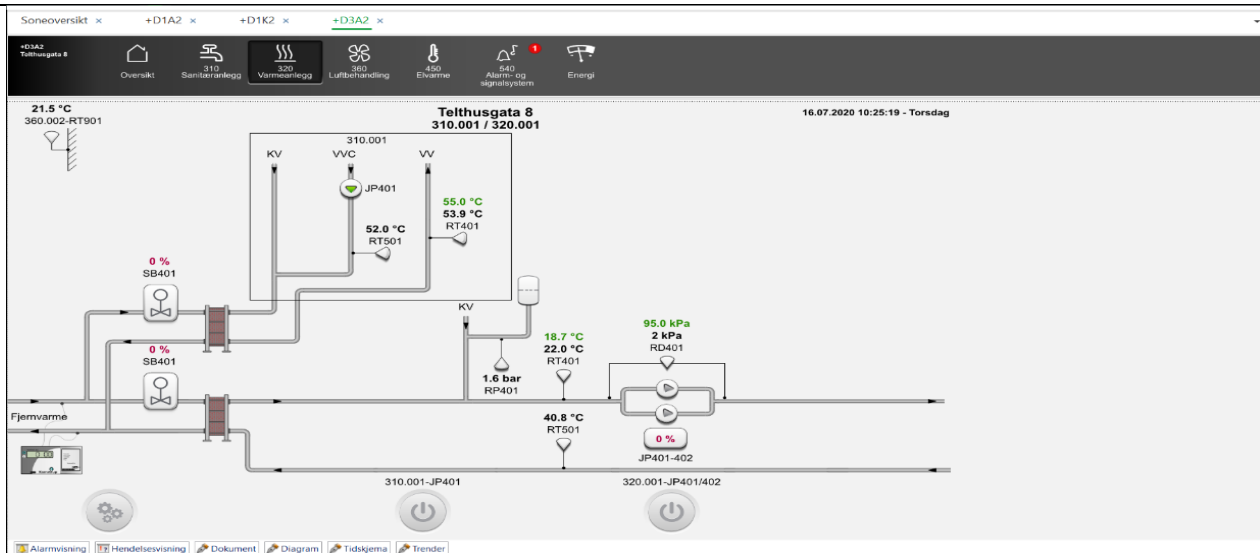 Soneoversikt ×
+D1A2 ×
+D1K2 ×
+D3A2 ×
+D3A2
Telthusgata 8
Oversikt
310
Sanitæranlegg
320
Varmeanlegg
360
Luftbehandling
450
Elvarme
1
540
Alarm- og
signalsystem
Energi
21.5 °C
360.002-RT901
Telthusgata 8
310.001 / 320.001
16.07.2020 10:25:19 - Torsdag
310.001
KV
VVC
VV
JP401
55.0 °C
53.9 °C
RT401
52.0 °C
RT501
0 %
SB401
KV
18.7 °C
22.0 °C
RT401
95.0 kPa
2 kPa
RD401
0 %
SB401
1.6 bar
RP401
Fjernvarme
40.8 °C
RT501
0 %
JP401-402
310.001-JP401
320.001-JP401/402
Alarmvisning
Hendelsesvisning
Dokument
Diagram
Tidskjema
Trender